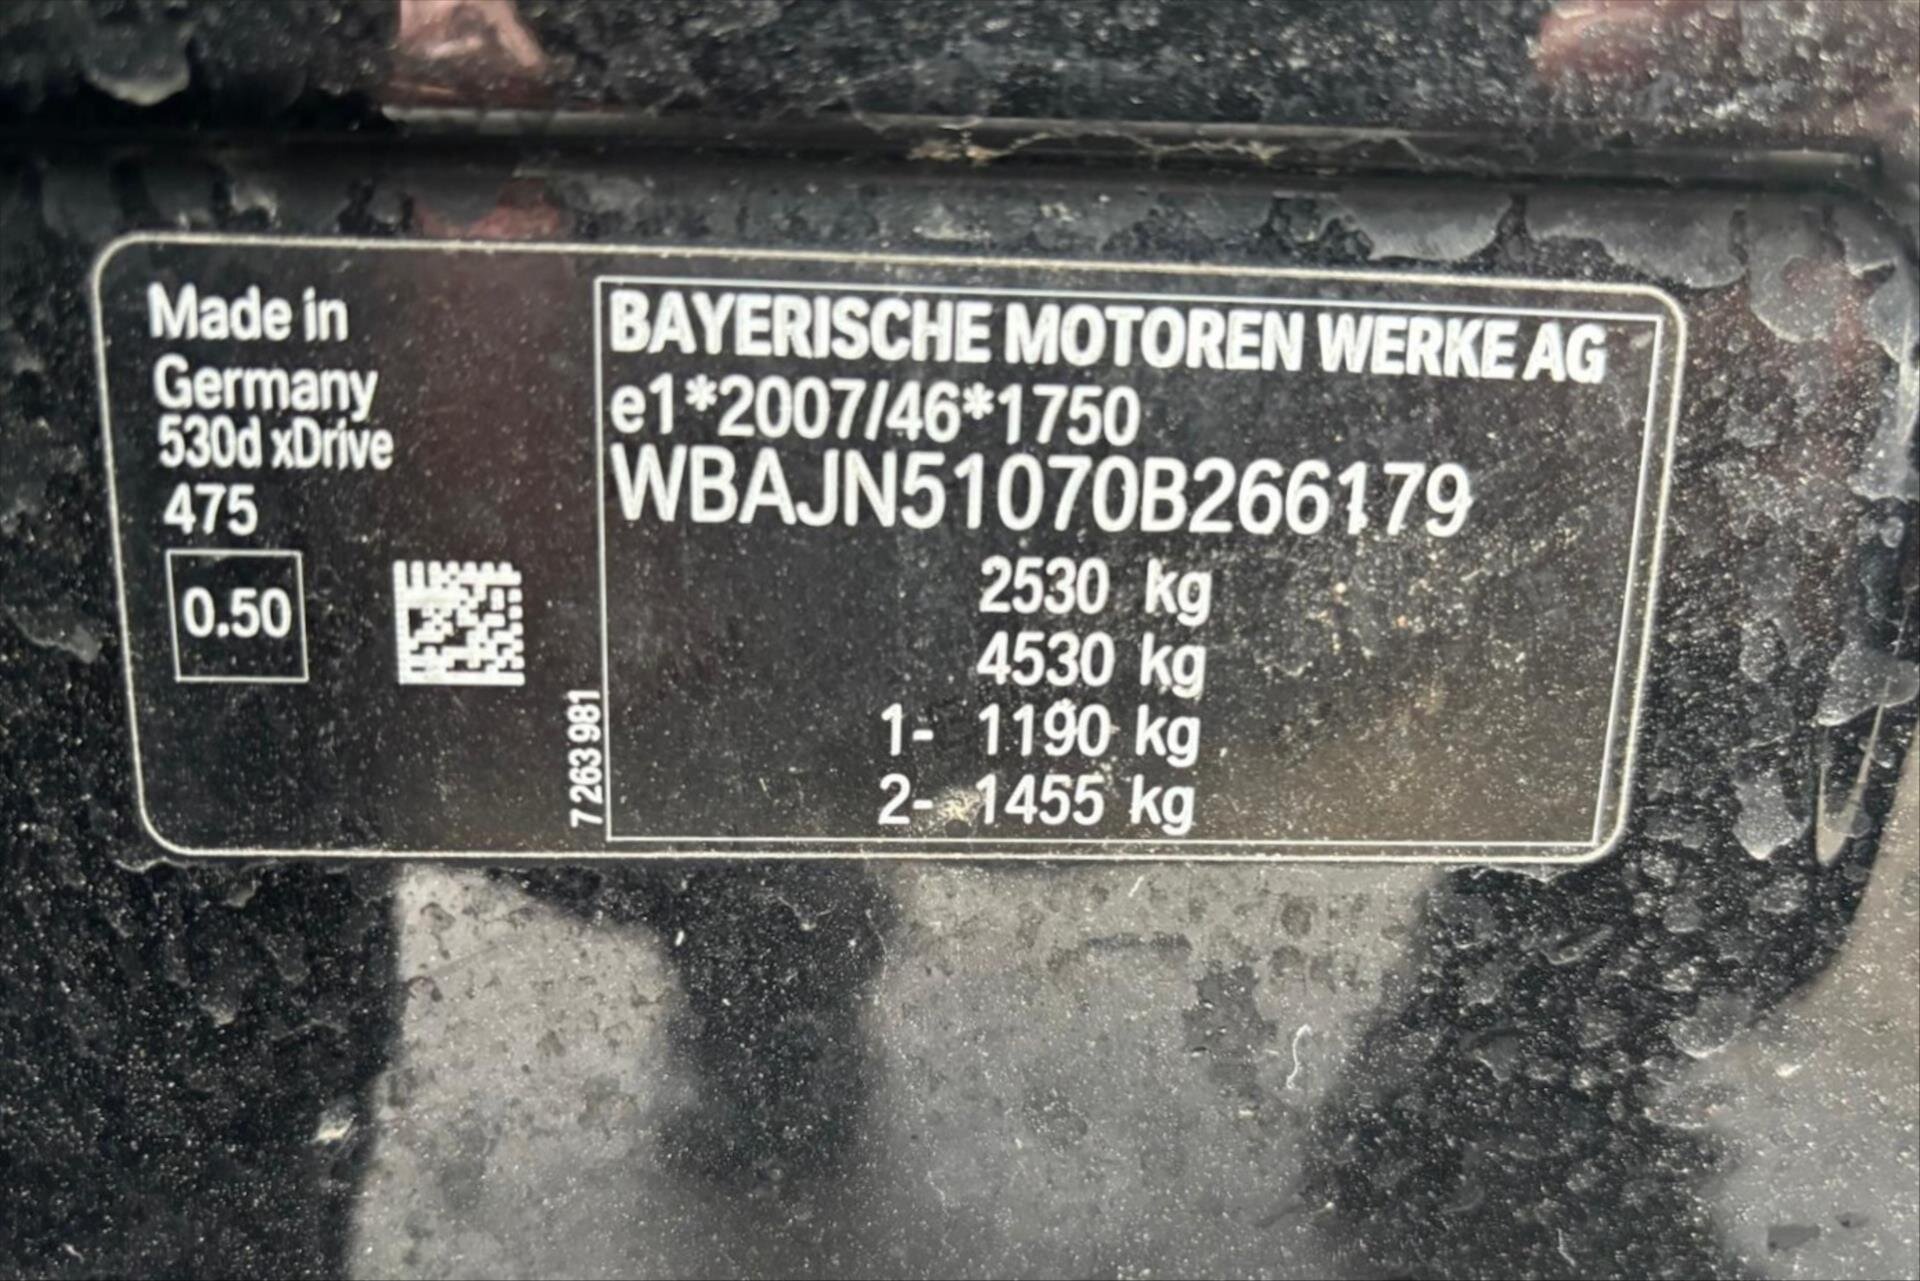 Made in
Germany
530d xDrive
475
0.50
7 263 981
BAYERISCHE MOTOREN WERKE AG
e1*2007/46*1750
WBAJN51070B266179
2530 kg
4530 kg
1- 1190 kg
2- 1455 kg